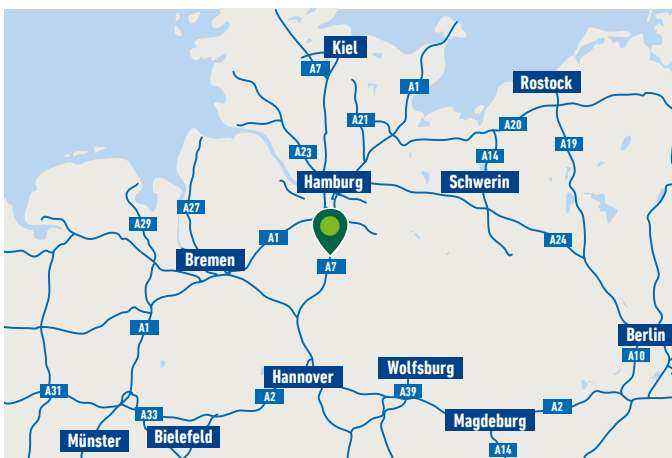 Kiel
A7
A1
Rostock
A21
A20
A19
A23
A14
Hamburg
Schwerin
A27
A29
A1
A24
Bremen
A7
A1
Berlin
A10
Wolfsburg
Hannover
A31
A2
A39
A33
A2
Magdeburg
Münster
Bielefeld
A14